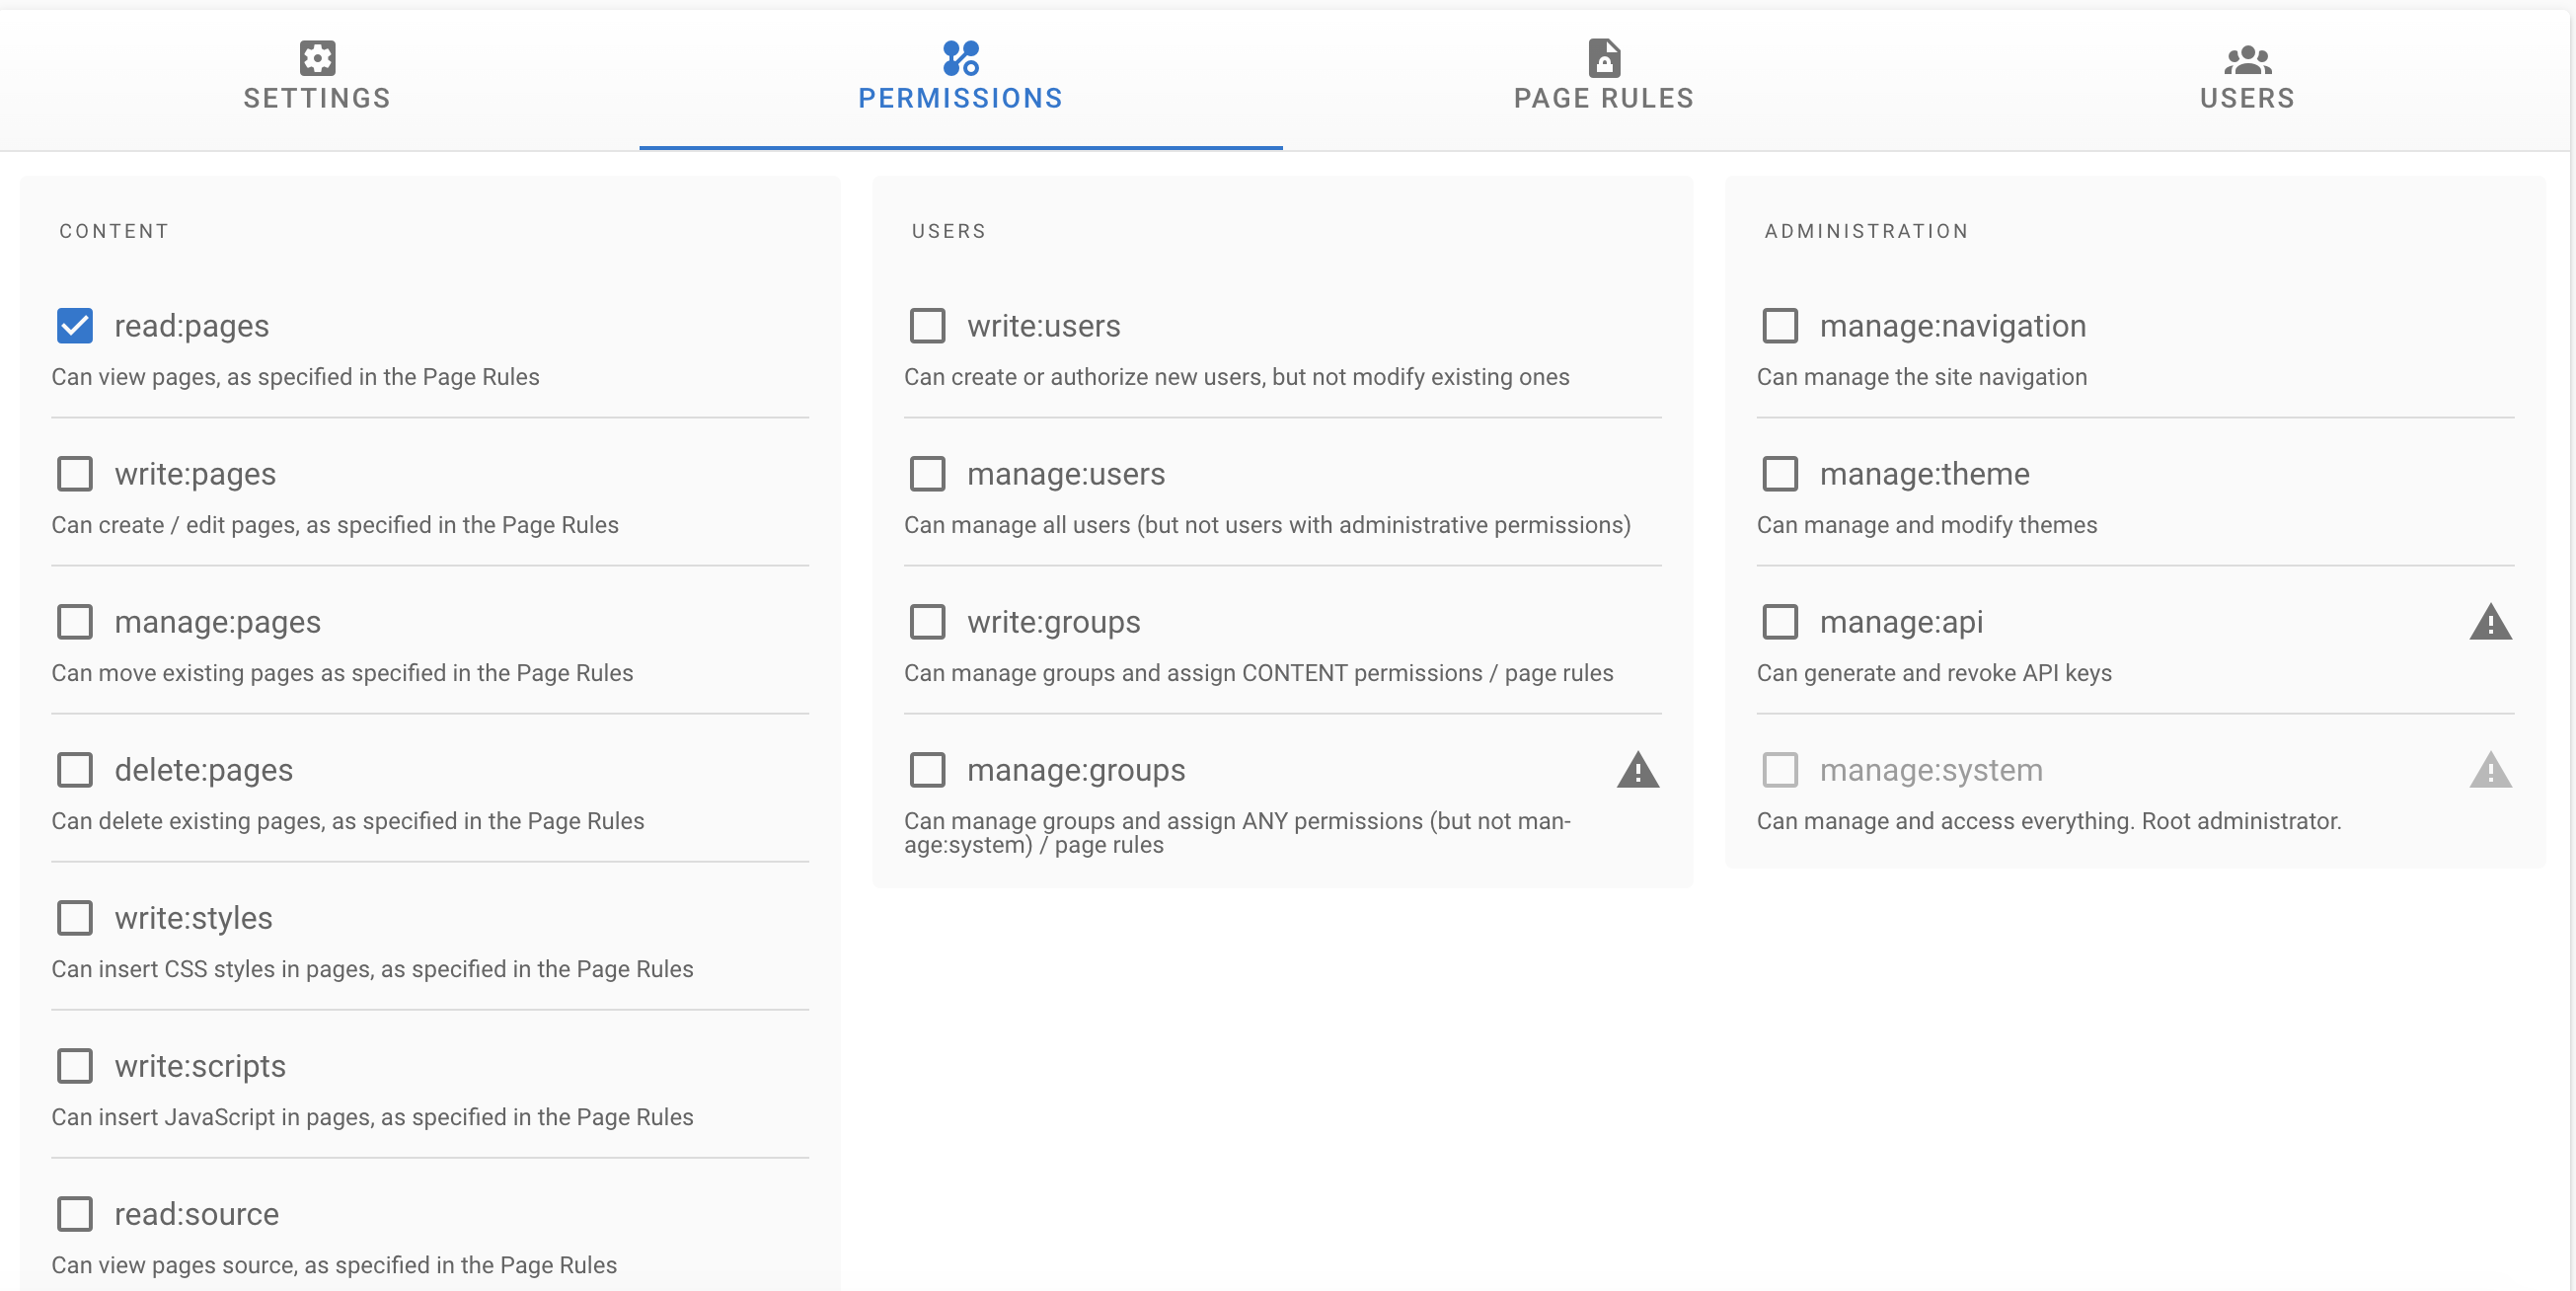 SETTINGS
PERMISSIONS
PAGE RULES
USERS
CONTENT
read:pages
Can view pages, as specified in the Page Rules
write:pages
Can create / edit pages, as specified in the Page Rules
manage:pages
Can move existing pages as specified in the Page Rules
delete:pages
Can delete existing pages, as specified in the Page Rules
write:styles
Can insert CSS styles in pages, as specified in the Page Rules
write:scripts
Can insert JavaScript in pages, as specified in the Page Rules
read:source
Can view pages source, as specified in the Page Rules
USERS
write:users
Can create or authorize new users, but not modify existing ones
manage:users
Can manage all users (but not users with administrative permissions)
write:groups
Can manage groups and assign CONTENT permissions / page rules
manage:groups
Can manage groups and assign ANY permissions (but not man-
age:system) / page rules
ADMINISTRATION
manage:navigation
Can manage the site navigation
manage:theme
Can manage and modify themes
manage:api
Can generate and revoke API keys
manage:system
Can manage and access everything. Root administrator.